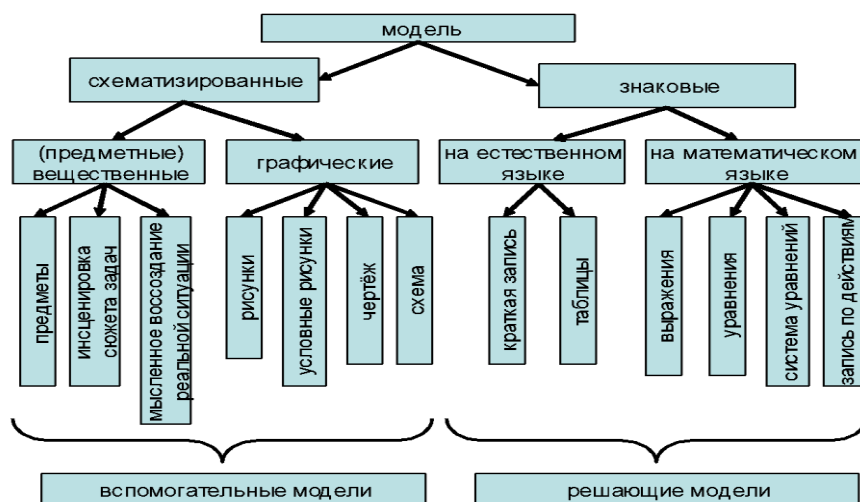 модель
схематизированные
знаковые
(предметные)
вещественные
графические
на естественном
языке
на математическом
языке
предметы
инсценировка
сюжета задач
мысленное воссоздание
реальной ситуации
рисунки
условные рисунки
чертёж
схема
краткая запись
таблицы
выражения
уравнения
система уравнений
запись по действиям
вспомогательные модели
решающие модели